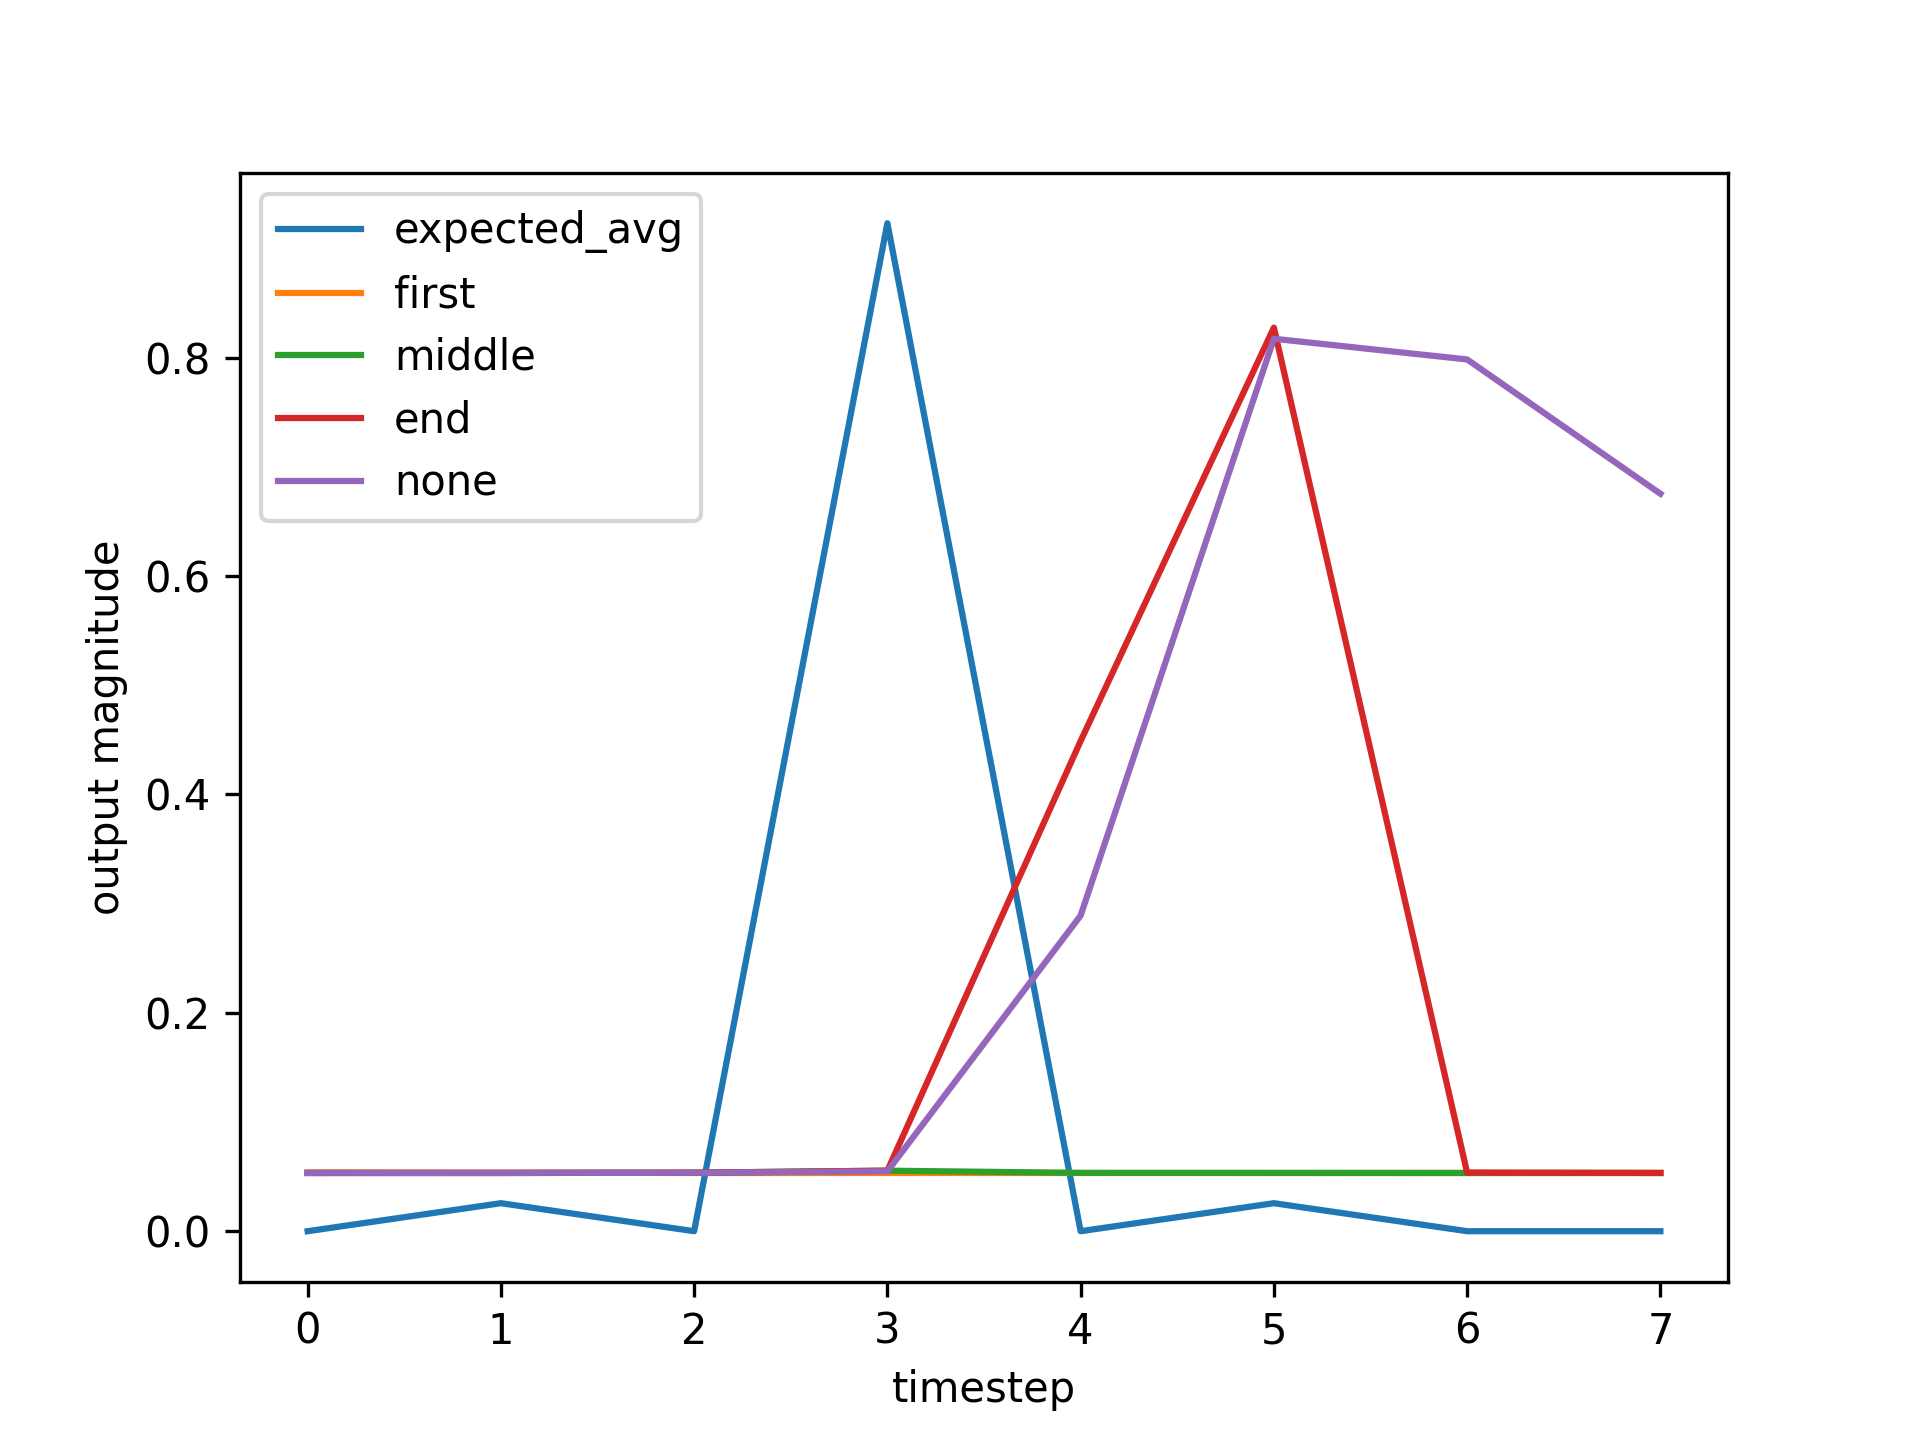 expected_avg
first
middle
end
none
output magnitude
0.8
0.6
0.4
0.2
0.0
0 1 2 3 4 5 6 7
timestep